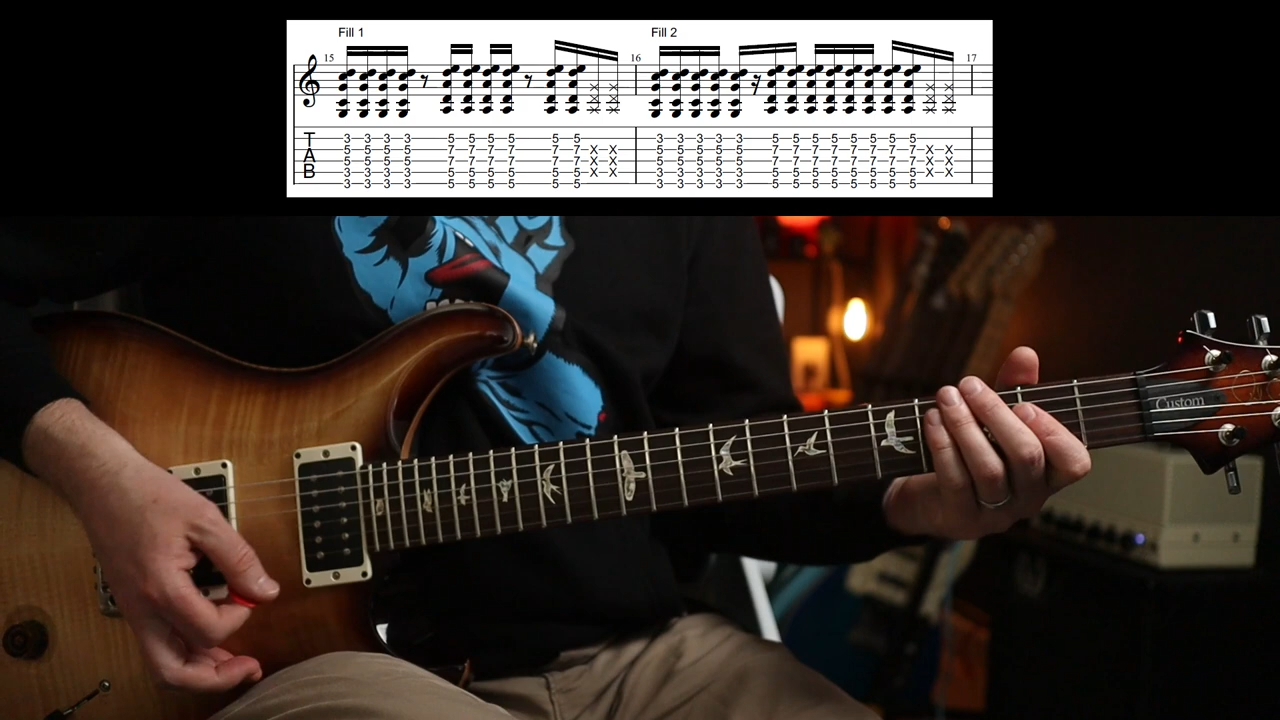 Fill 1 Fill 2
15 16 17
T 3 3 3 3 5 5 5 5 5 5 3 3 3 3 3 5 5 5 5 5 5 5 5
5 5 5 5 7 7 7 7 7 7 X X 5 5 5 5 5 7 7 7 7 7 7 7 7 X X
A 5 5 5 5 7 7 7 7 7 7 X X 5 5 5 5 5 7 7 7 7 7 7 7 7 X X
B 3 3 3 3 5 5 5 5 5 5 X X 3 3 3 3 3 5 5 5 5 5 5 5 5 X X
3 3 3 3 5 5 5 5 5 5 3 3 3 3 3 5 5 5 5 5 5 5 5
Custom